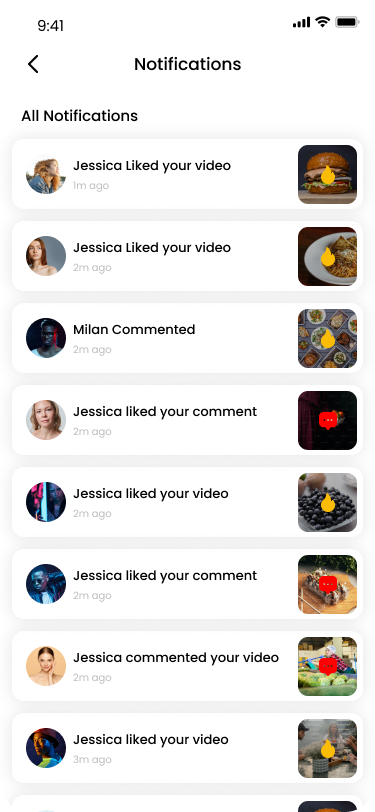 9:41
Notifications
All Notifications
Jessica Liked your video
1m ago
Jessica Liked your video
2m ago
Milan Commented
2m ago
Jessica liked your comment
2m ago
Jessica liked your video
2m ago
Jessica liked your comment
2m ago
Jessica commented your video
2m ago
Jessica liked your video
3m ago